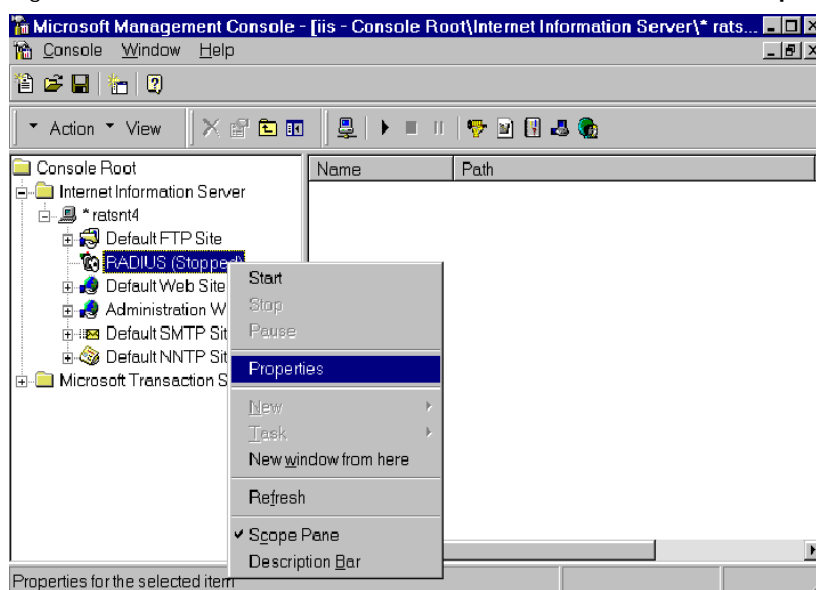 Microsoft Management Console - [iis - Console Root\Internet Information Server\* rats...
Console Window Help
Action View
Console Root
Internet Information Server
* ratsnt4
Default FTP Site
RADIUS (Stopped)
Default Web Site
Administration W
Default SMTP Sit
Default NNTP Sit
Microsoft Transaction S
Name Path
Start
Stop
Pause
Properties
New
Task
New window from here
Refresh
Scope Pane
Description Bar
Properties for the selected item